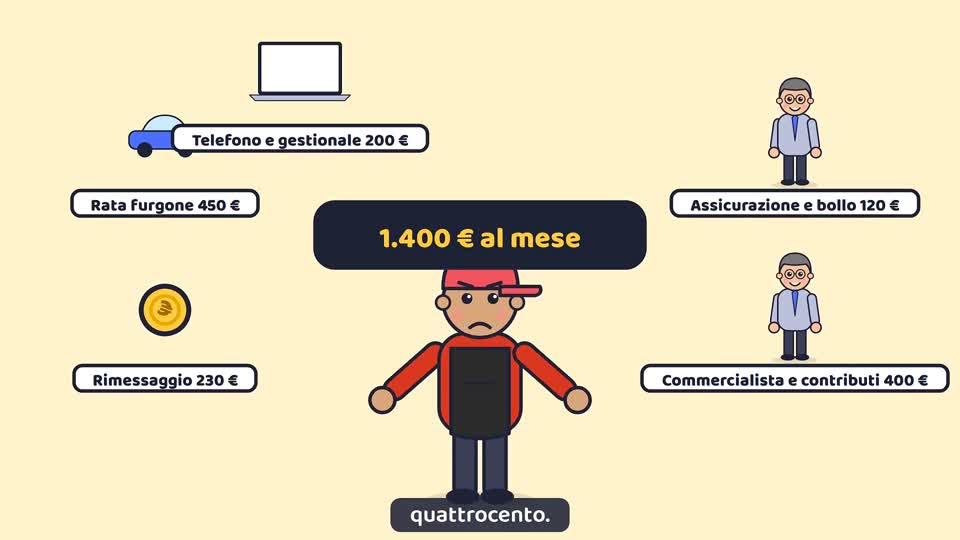 Telefono e gestionale 200 €
Rata furgone 450 €
Assicurazione e bollo 120 €
1.400 € al mese
Rimessaggio 230 €
Commercialista e contributi 400 €
quattrocento.